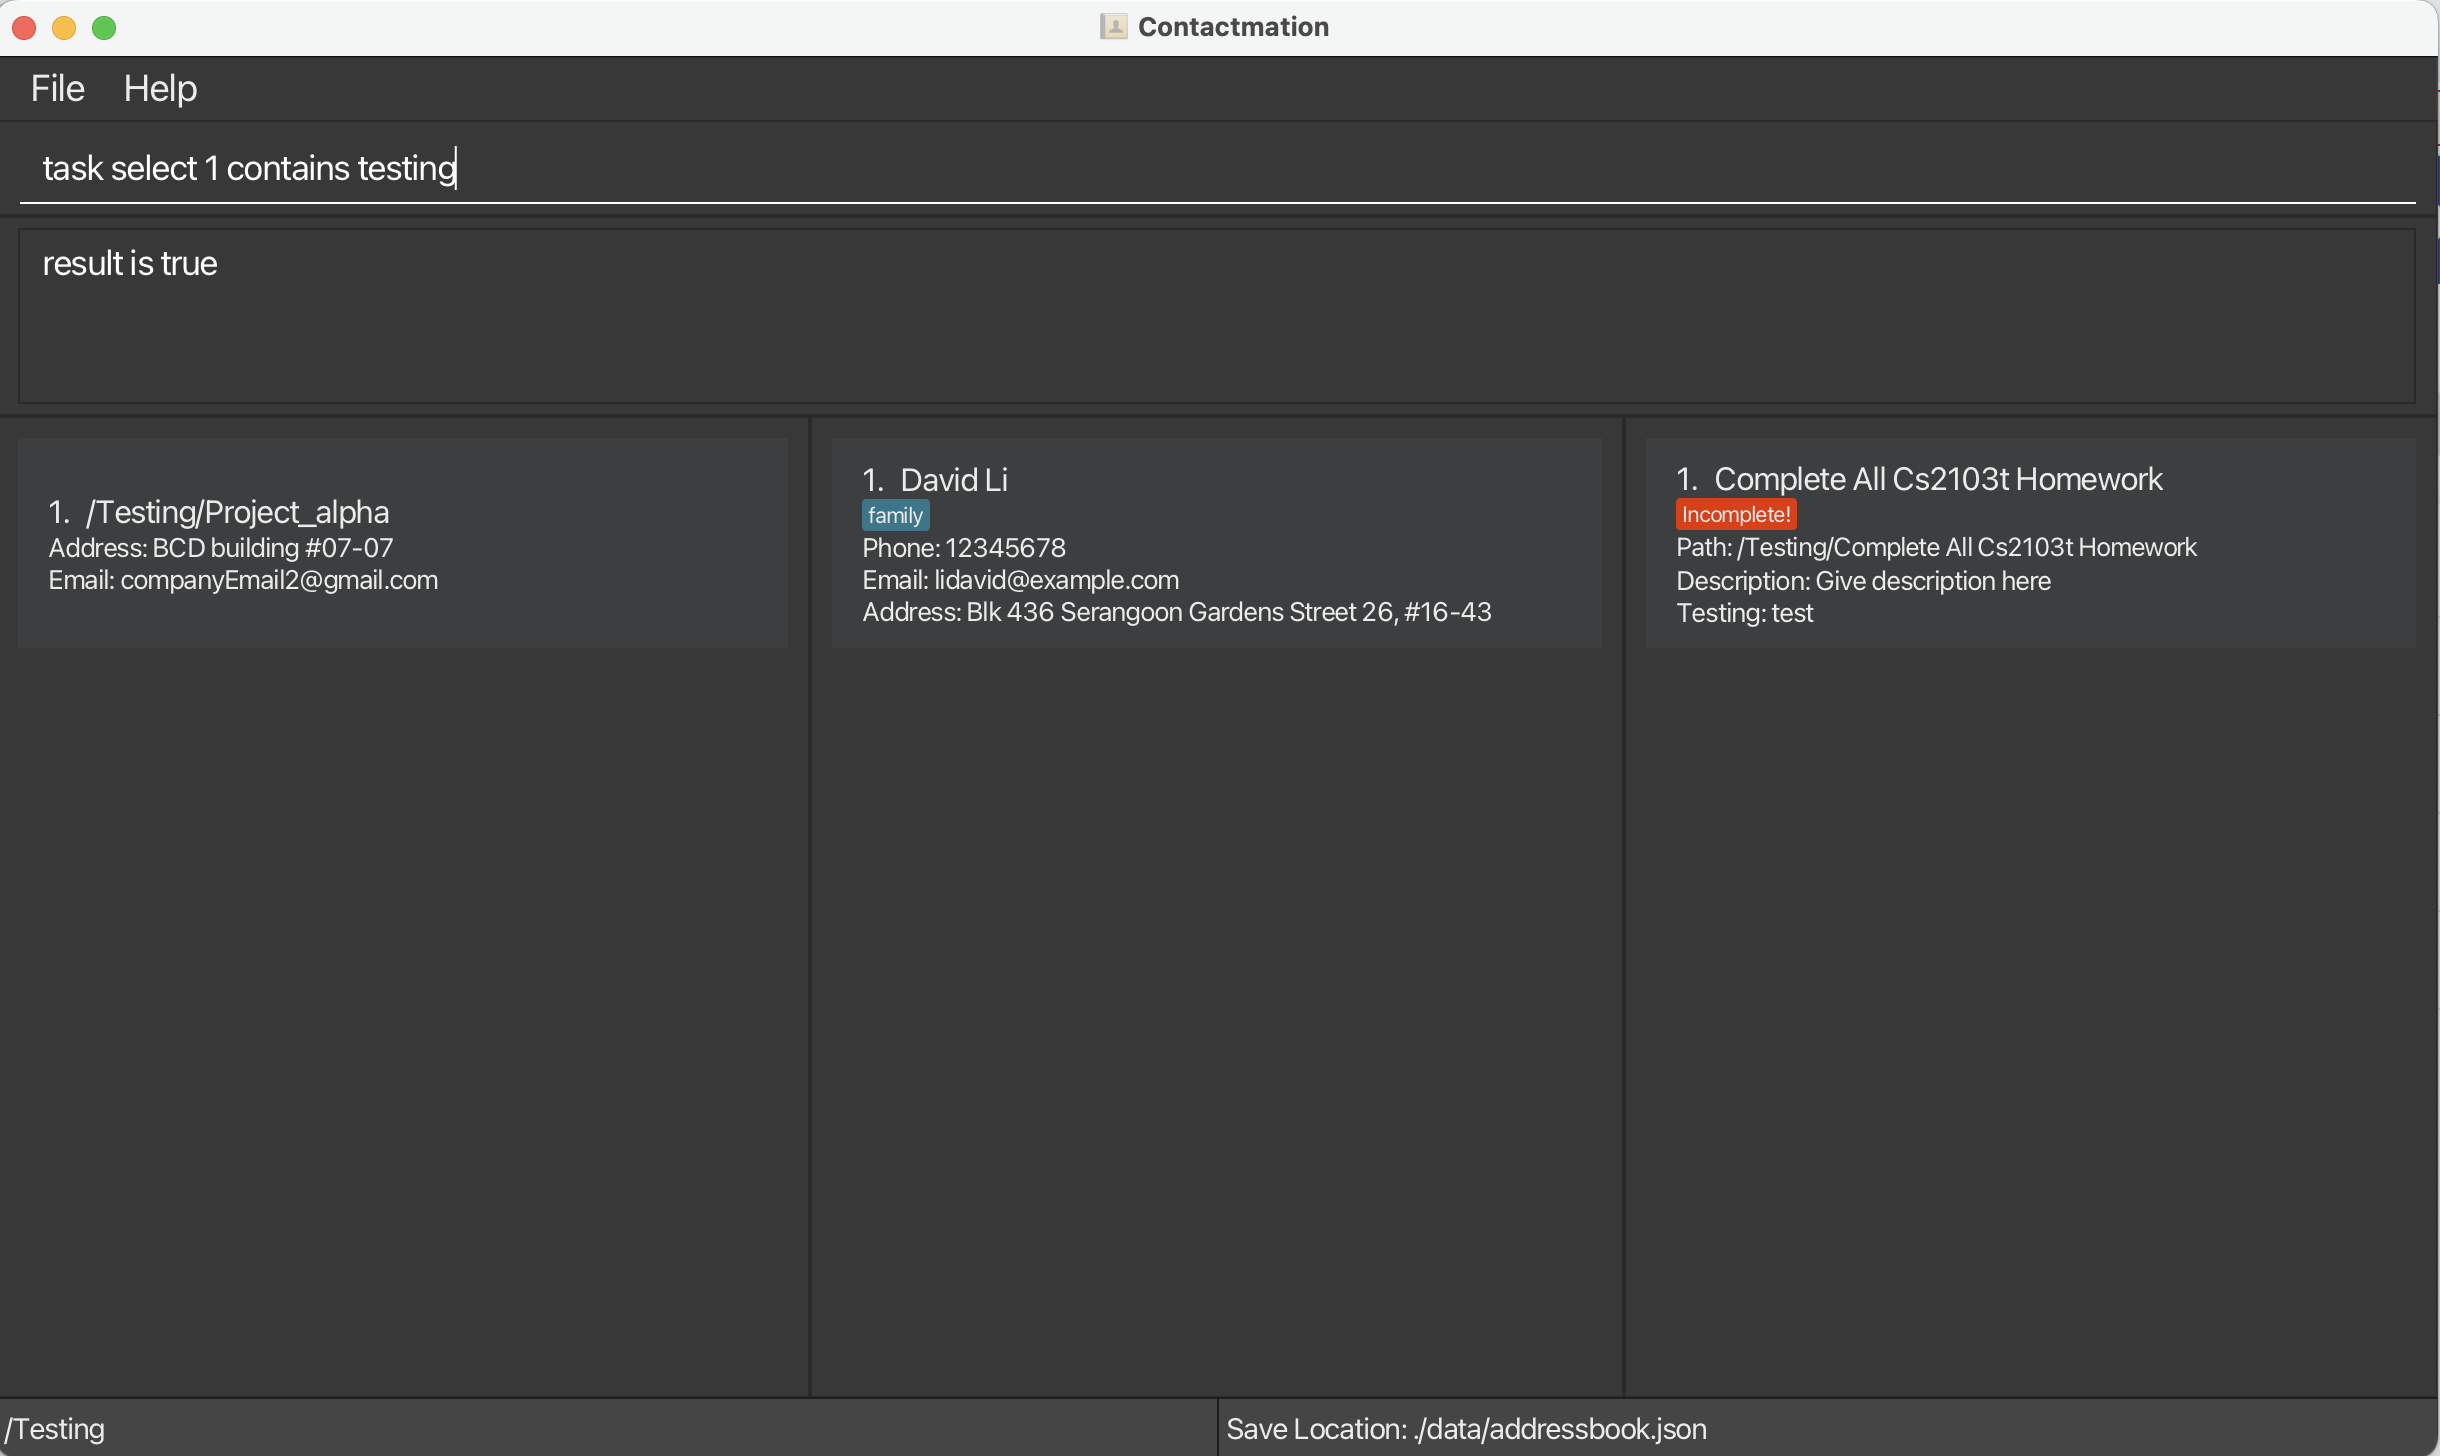 Contactmation
File Help
task select 1 contains testing
result is true
1. /Testing/Project_alpha
Address: BCD building #07-07
Email: companyEmail2@gmail.com
1. David Li
family
Phone: 12345678
Email: lidavid@example.com
Address: Blk 436 Serangoon Gardens Street 26, #16-43
1. Complete All Cs2103t Homework
Incomplete!
Path: /Testing/Complete All Cs2103t Homework
Description: Give description here
Testing: test
/Testing
Save Location: ./data/addressbook.json